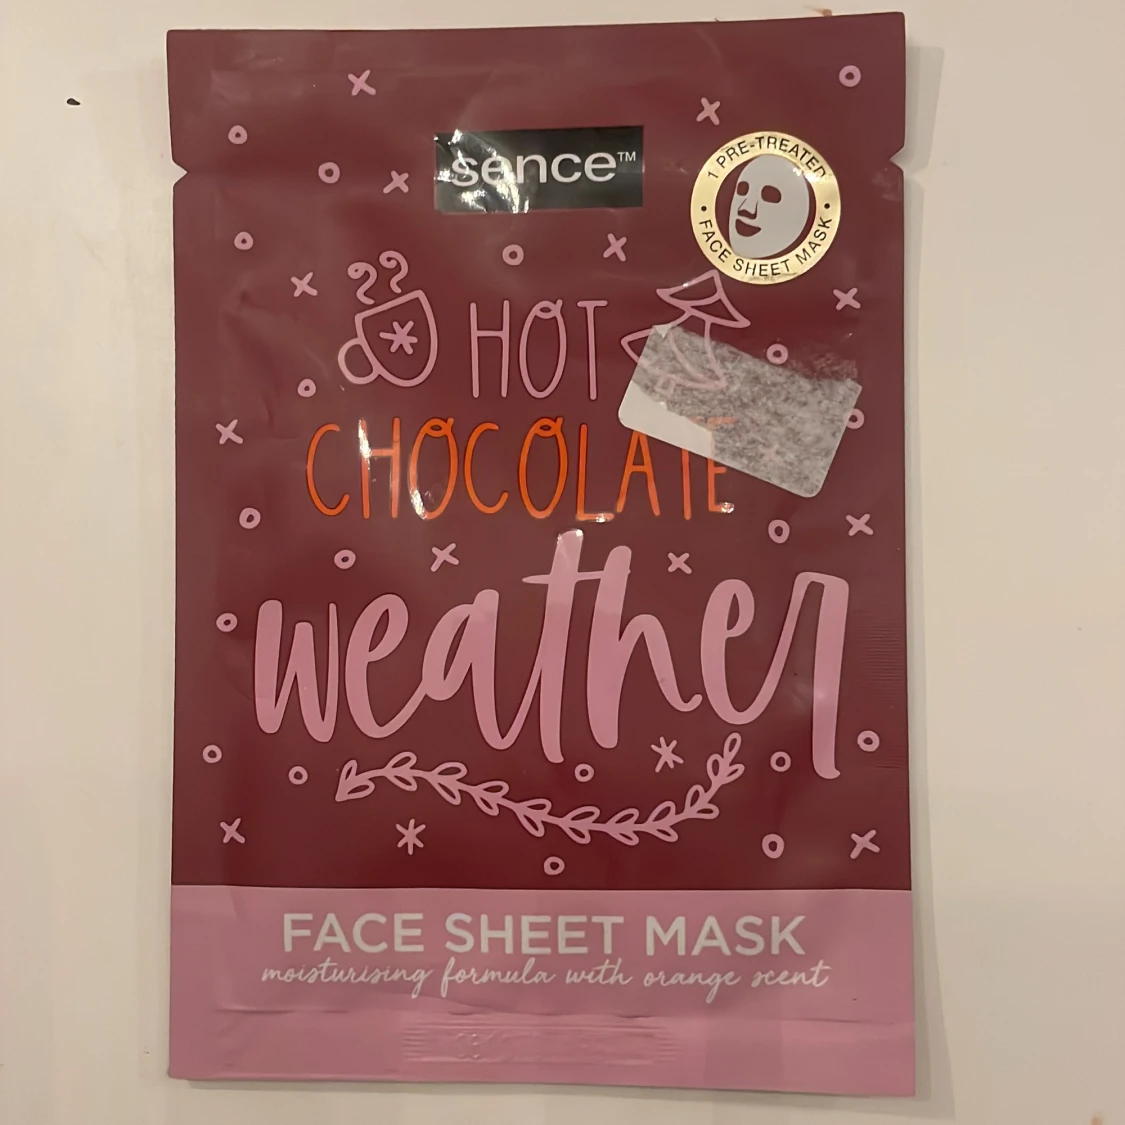 sence™
1 PRE-TREATED
• FACE SHEET MASK •
HOT
CHOCOLATE
weather
FACE SHEET MASK
moisturising formula with orange scent